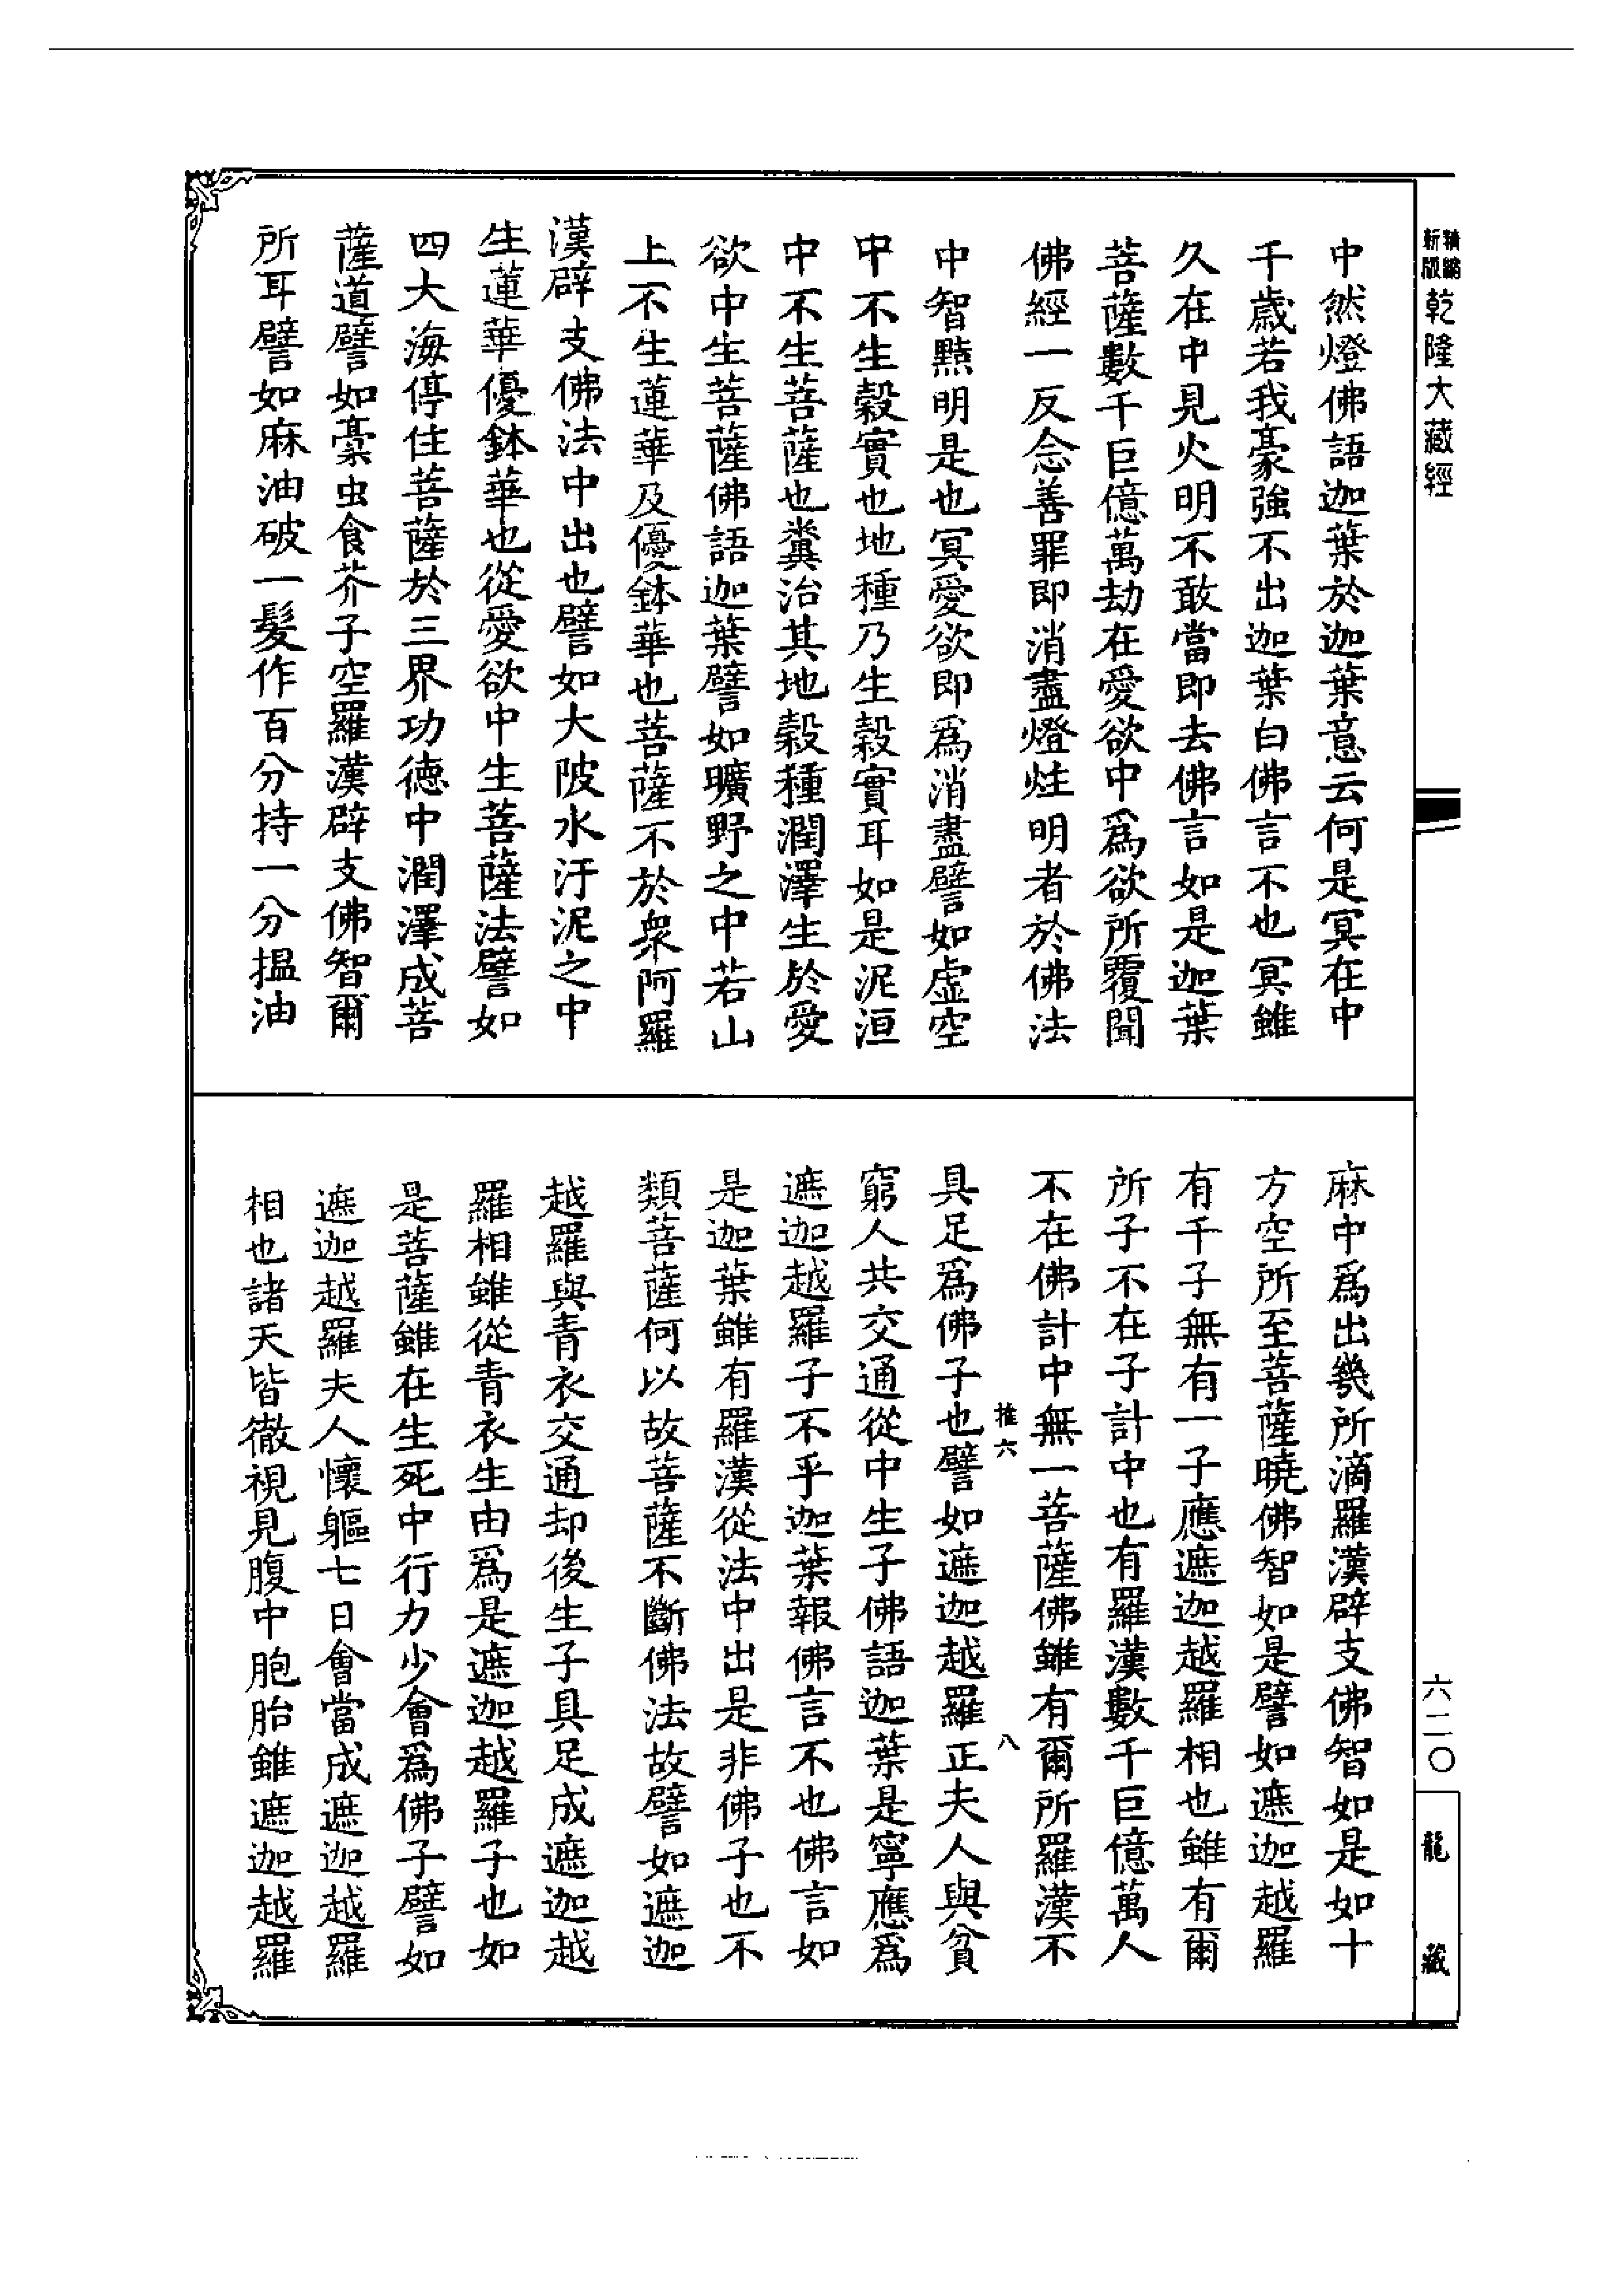 精縮
新版
乾隆大藏經
中然燈佛語迦葉於迦葉意云何是冥在中
千歲若我豪強不出迦葉白佛言不也冥雖
久在中見火明不敢當即去佛言如是迦葉
菩薩數千巨億萬劫在愛欲中爲欲所覆聞
佛經一反念善罪即消盡燈炷明者於佛法
中智黠明是也冥愛欲即爲消盡譬如虛空
中不生穀實也地種乃生穀實耳如是泥洹
中不生菩薩也糞治其地穀種潤澤生於愛
欲中生菩薩佛語迦葉譬如曠野之中若山
上不生蓮華及優鉢華也菩薩不於衆阿羅
漢辟支佛法中出也譬如大陂水汙泥之中
生蓮華優鉢華也從愛欲中生菩薩法譬如
四大海停住菩薩於三界功德中潤澤成菩
薩道譬如藁虫食芥子空羅漢辟支佛智爾
所耳譬如麻油破一髮作百分持一分搵油
麻中爲出幾所滴羅漢辟支佛智如是如十
方空所至菩薩曉佛智如是譬如遮迦越羅
有千子無有一子應遮迦越羅相也雖有爾
所子不在子計中也有羅漢數千巨億萬人
不在佛計中無一菩薩佛雖有爾所羅漢不
推六 八
具足爲佛子也譬如遮迦越羅正夫人與貧
窮人共交通從中生子佛語迦葉是寧應爲
遮迦越羅子不乎迦葉報佛言不也佛言如
是迦葉雖有羅漢從法中出是非佛子也不
類菩薩何以故菩薩不斷佛法故譬如遮迦
越羅與青衣交通却後生子具足成遮迦越
羅相雖從青衣生由爲是遮迦越羅子也如
是菩薩雖在生死中行力少會爲佛子譬如
遮迦越羅夫人懷軀七日會當成遮迦越羅
相也諸天皆徹視見腹中胞胎雖遮迦越羅
六二〇
龍藏